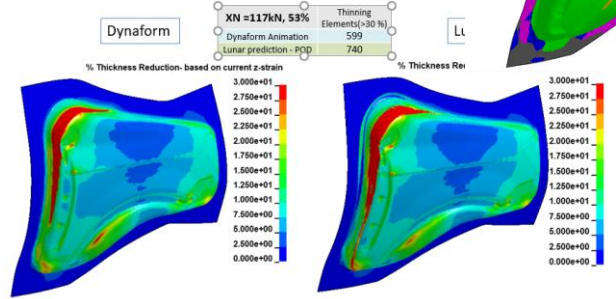 Dynaform
XN =117kN, 53%
Thinning
Elements(>30 %)
Dynaform Animation
599
Lunar prediction - POD
740
Lu
% Thickness Reduction- based on current z-strain
3.000e+01
2.750e+01
2.500e+01
2.250e+01
2.000e+01
1.750e+01
1.500e+01
1.250e+01
1.000e+01
7.500e+00
5.000e+00
2.500e+00
0.000e+00
% Thickness Re
3.000e+01
2.750e+01
2.500e+01
2.250e+01
2.000e+01
1.750e+01
1.500e+01
1.250e+01
1.000e+01
7.500e+00
5.000e+00
2.500e+00
0.000e+00